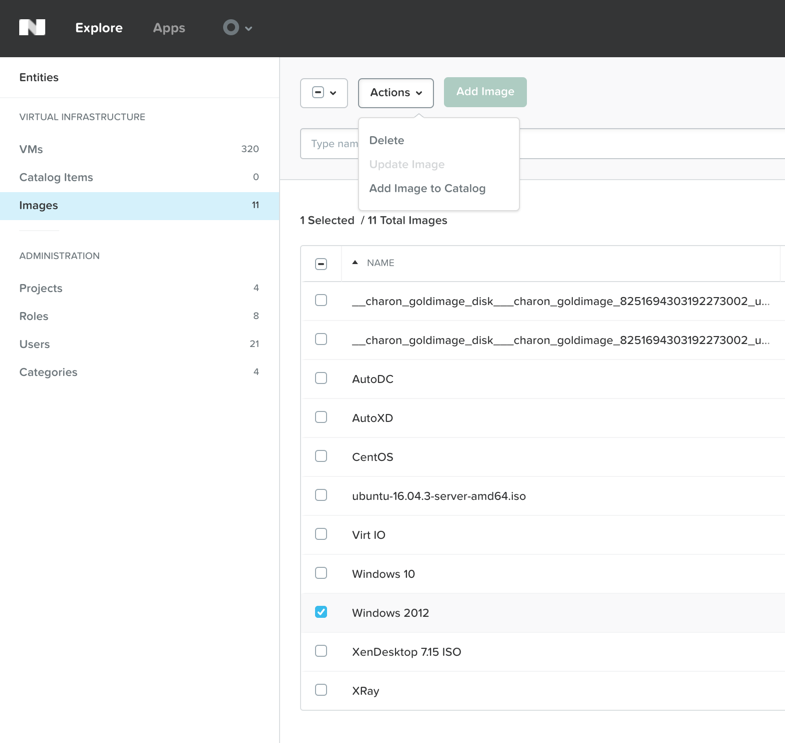 Explore Apps
Entities
VIRTUAL INFRASTRUCTURE
VMs 320
Catalog Items 0
Images 11
ADMINISTRATION
Projects 4
Roles 8
Users 21
Categories 4
Actions Add Image
Type nam
Delete
Update Image
Add Image to Catalog
1 Selected / 11 Total Images
NAME
__charon_goldimage_disk___charon_goldimage_8251694303192273002_u...
__charon_goldimage_disk___charon_goldimage_8251694303192273002_u...
AutoDC
AutoXD
CentOS
ubuntu-16.04.3-server-amd64.iso
Virt IO
Windows 10
Windows 2012
XenDesktop 7.15 ISO
XRay